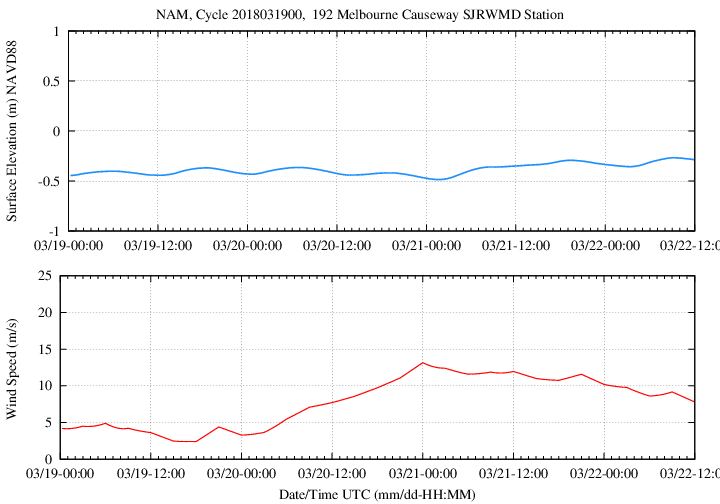 NAM, Cycle 2018031900,  192 Melbourne Causeway SJRWMD Station
Surface Elevation (m) NAVD88
1
0.5
0
-0.5
-1
03/19-00:00 03/19-12:00 03/20-00:00 03/20-12:00 03/21-00:00 03/21-12:00 03/22-00:00 03/22-12:0
Wind Speed (m/s)
25
20
15
10
5
0
03/19-00:00 03/19-12:00 03/20-00:00 03/20-12:00 03/21-00:00 03/21-12:00 03/22-00:00 03/22-12:0
Date/Time UTC (mm/dd-HH:MM)